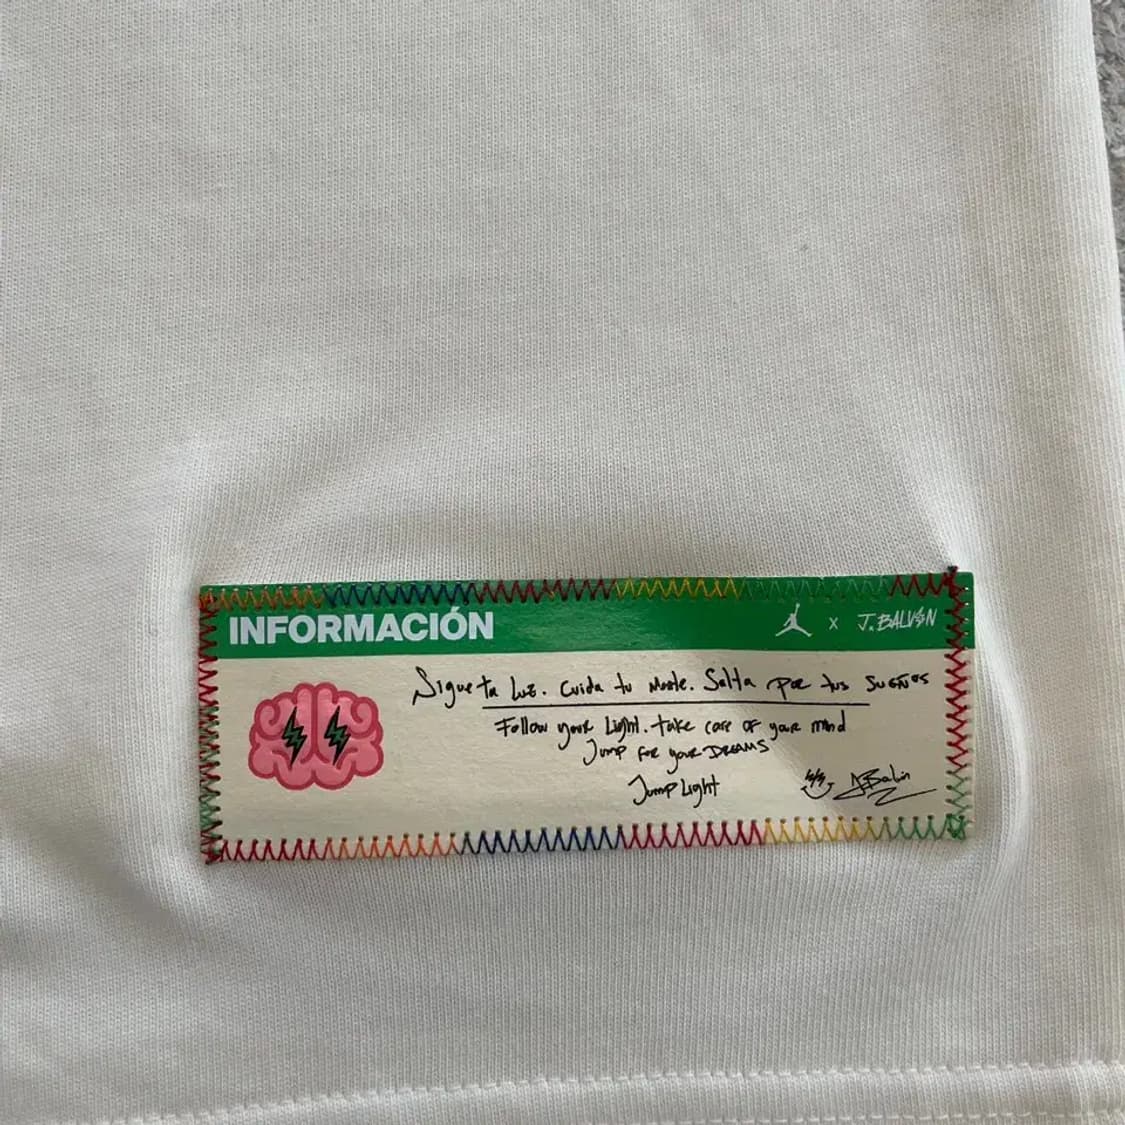 INFORMACIÓN
x J. BALVIN
Sigue tu Luz. Cuida tu Mente. Salta por tus Sueños
Follow your Light. take care of your mind
Jump for your DREAMS
Jump Light
J Balvin